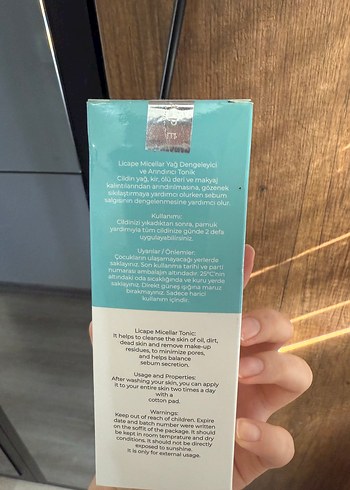 Licape Micellar Yağ Dengeleyici
ve Arındırıcı Tonik
Cildin yağ, kir, ölü deri ve makyaj
kalıntılarından arındırılmasına, gözenek
sıkılaştırmaya yardımcı olurken sebum
salgısının dengelenmesine yardımcı olur.
Kullanımı:
Cildinizi yıkadıktan sonra, pamuk
yardımıyla tüm cildinize günde 2 defa
uygulayabilirsiniz.
Uyarılar / Önlemler:
Çocukların ulaşamayacağı yerlerde
saklayınız. Son kullanma tarihi ve parti
numarası ambalajın altındadır. 25°C'nin
altındaki oda sıcaklığında ve kuru yerde
saklayınız. Direkt güneş ışığına maruz
bırakmayınız. Sadece harici
kullanım içindir.
Licape Micellar Tonic:
It helps to cleanse the skin of oil, dirt,
dead skin and remove make-up
residues, to minimize pores,
and helps balance
sebum secretion.
Usage and Properties:
After washing your skin, you can apply
it to your entire skin two times a day
with a
cotton pad.
Warnings:
Keep out of reach of children. Expire
date and batch number were written
on the soffit of the package. It should
be kept in room temprature and dry
conditions. It should not be directly
exposed to sunshine.
It is only for external usage.